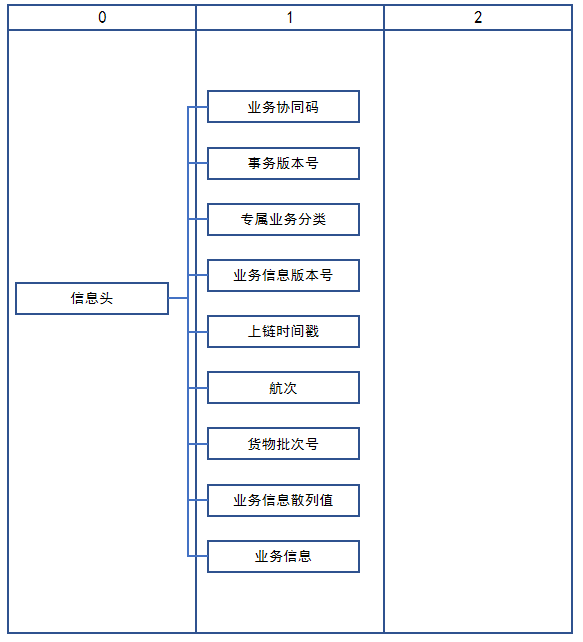 0 1 2
业务协同码
事务版本号
专属业务分类
业务信息版本号
信息头
上链时间戳
航次
货物批次号
业务信息散列值
业务信息